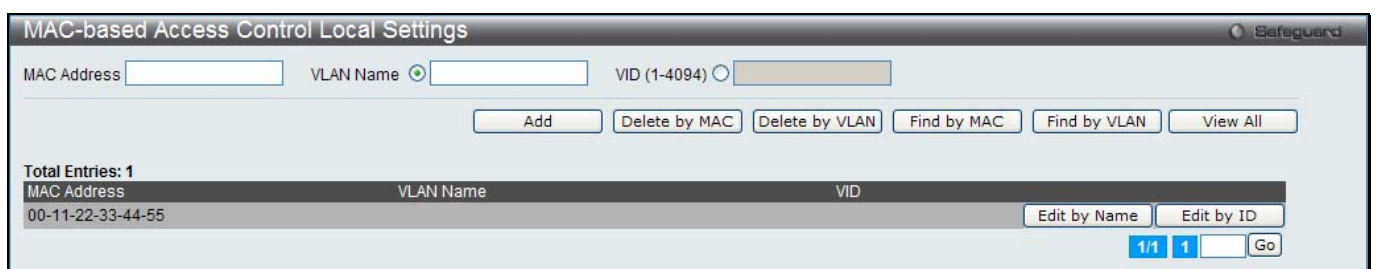 MAC-based Access Control Local Settings Safeguard
MAC Address VLAN Name VID (1-4094)
Add Delete by MAC Delete by VLAN Find by MAC Find by VLAN View All
Total Entries: 1
MAC Address VLAN Name VID
00-11-22-33-44-55 Edit by Name Edit by ID
1/1 1 Go